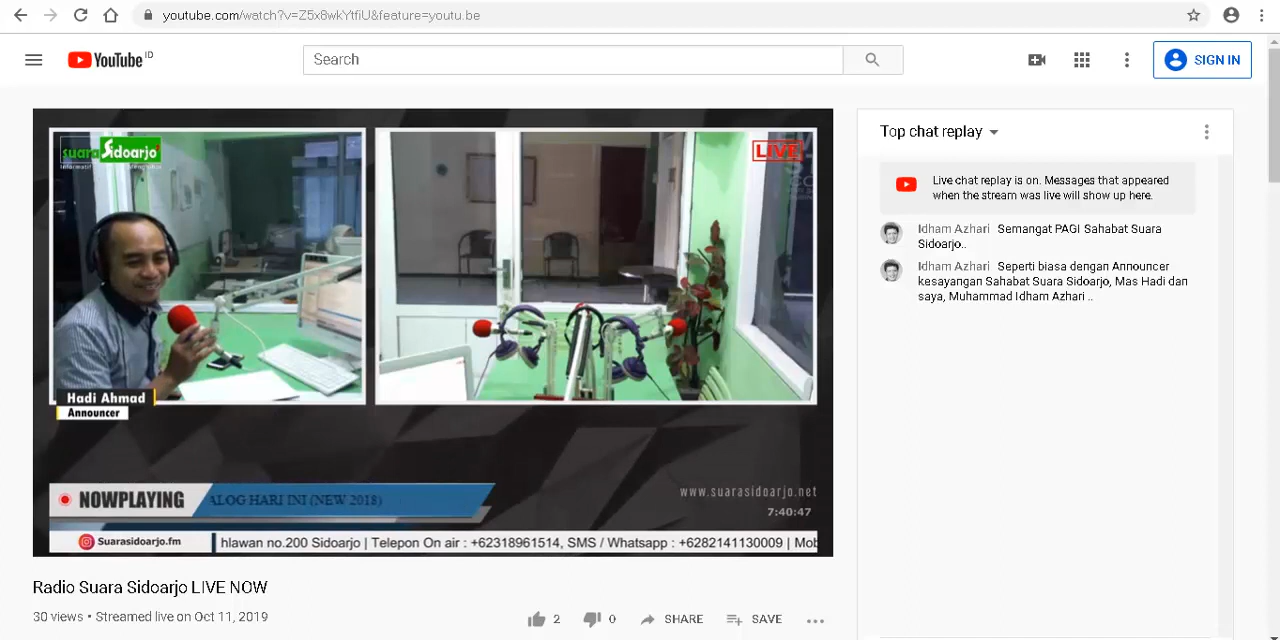 youtube.com/watch?v=Z5x8wkYtfiU&feature=youtu.be
YouTube ID
Search
SIGN IN
suara Sidoarjo
LIVE
Hadi Ahmad
Announcer
NOWPLAYING
ALOG HARI INI (NEW 2018)
www.suarasidoarjo.net
7:40:47
Suarasidoarjo.fm
hlawan no.200 Sidoarjo | Telepon On air : +62318961514, SMS / Whatsapp : +6282141130009 | Mob
Top chat replay
Live chat replay is on. Messages that appeared
when the stream was live will show up here.
Idham Azhari Semangat PAGI Sahabat Suara
Sidoarjo..
Idham Azhari Seperti biasa dengan Announcer
kesayangan Sahabat Suara Sidoarjo, Mas Hadi dan
saya, Muhammad Idham Azhari ..
Radio Suara Sidoarjo LIVE NOW
30 views • Streamed live on Oct 11, 2019
2
0
SHARE
SAVE